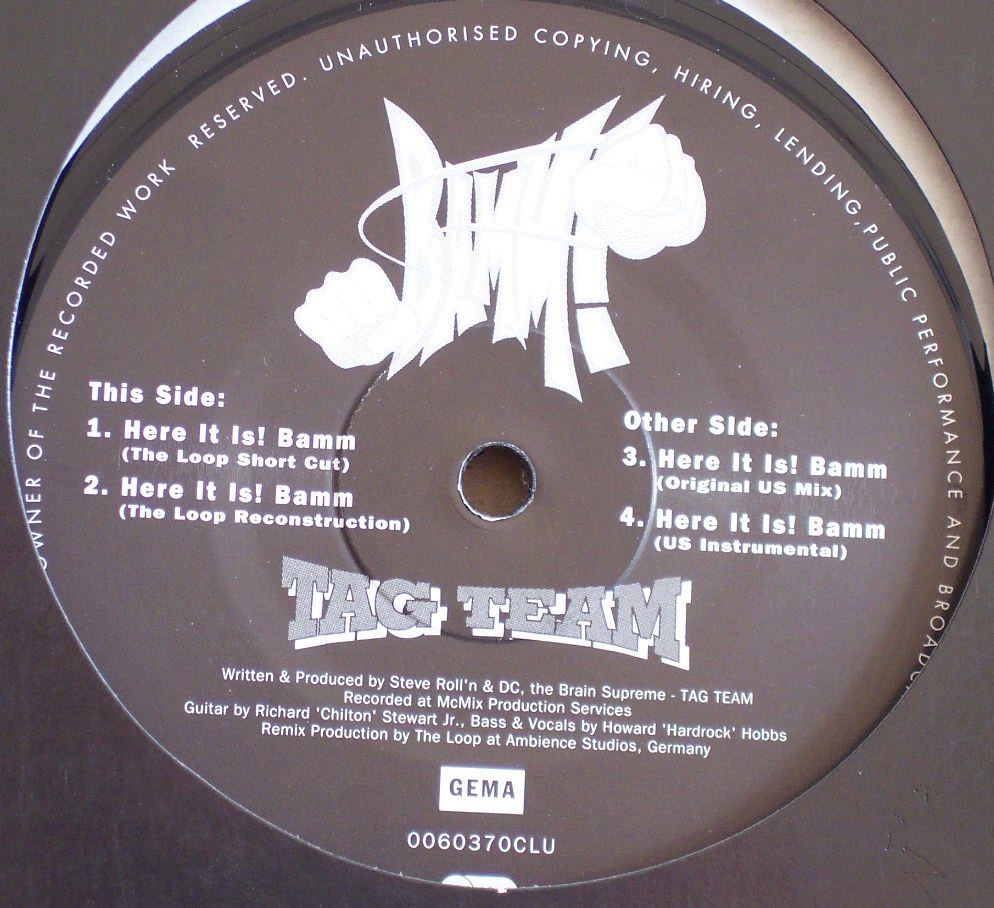 OWNER OF THE RECORDED WORK RESERVED. UNAUTHORISED COPYING, HIRING, LENDING, PUBLIC PERFORMANCE AND
BAMM!
This Side:
1. Here It Is! Bamm
(The Loop Short Cut)
2. Here It Is! Bamm
(The Loop Reconstruction)
Other SIde:
3. Here It Is! Bamm
(Original US Mix)
4. Here It Is! Bamm
(US Instrumental)
TAG TEAM
Written & Produced by Steve Roll'n & DC, the Brain Supreme - TAG TEAM
Recorded at McMix Production Services
Guitar by Richard 'Chilton' Stewart Jr., Bass & Vocals by Howard 'Hardrock' Hobbs
Remix Production by The Loop at Ambience Studios, Germany
GEMA
0060370CLU